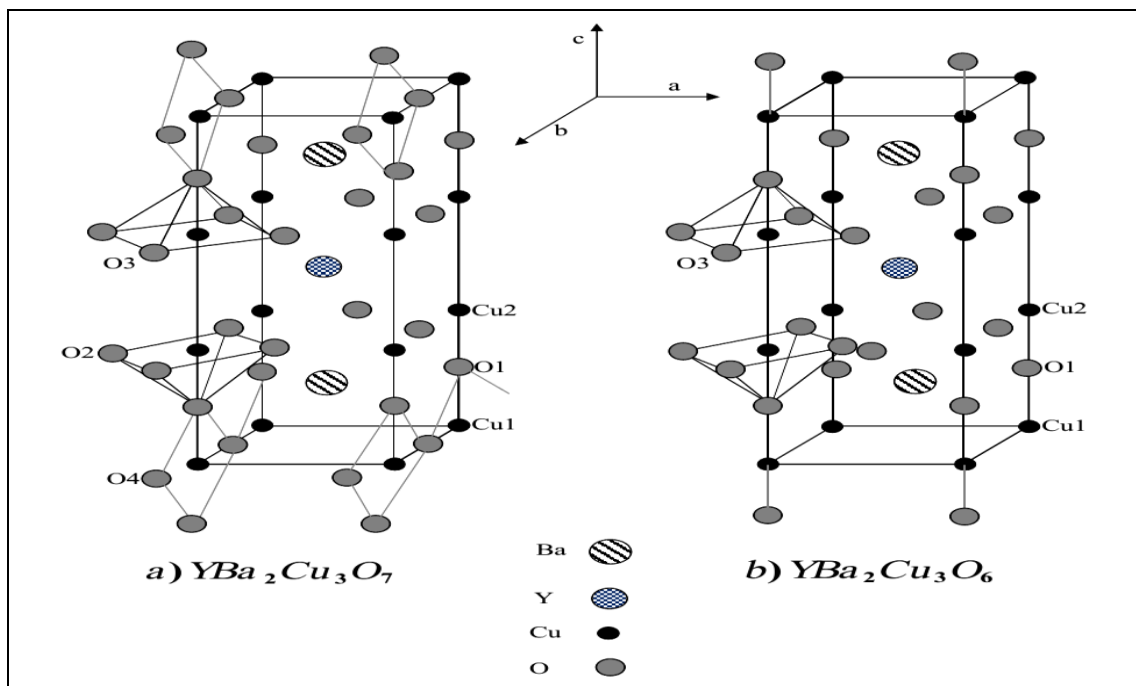 c
a
b
O3
O3
Cu2
Cu2
O2
O1
O1
Cu1
Cu1
O4
a) YBa₂Cu₃O₇
b) YBa₂Cu₃O₆
Ba
Y
Cu
O